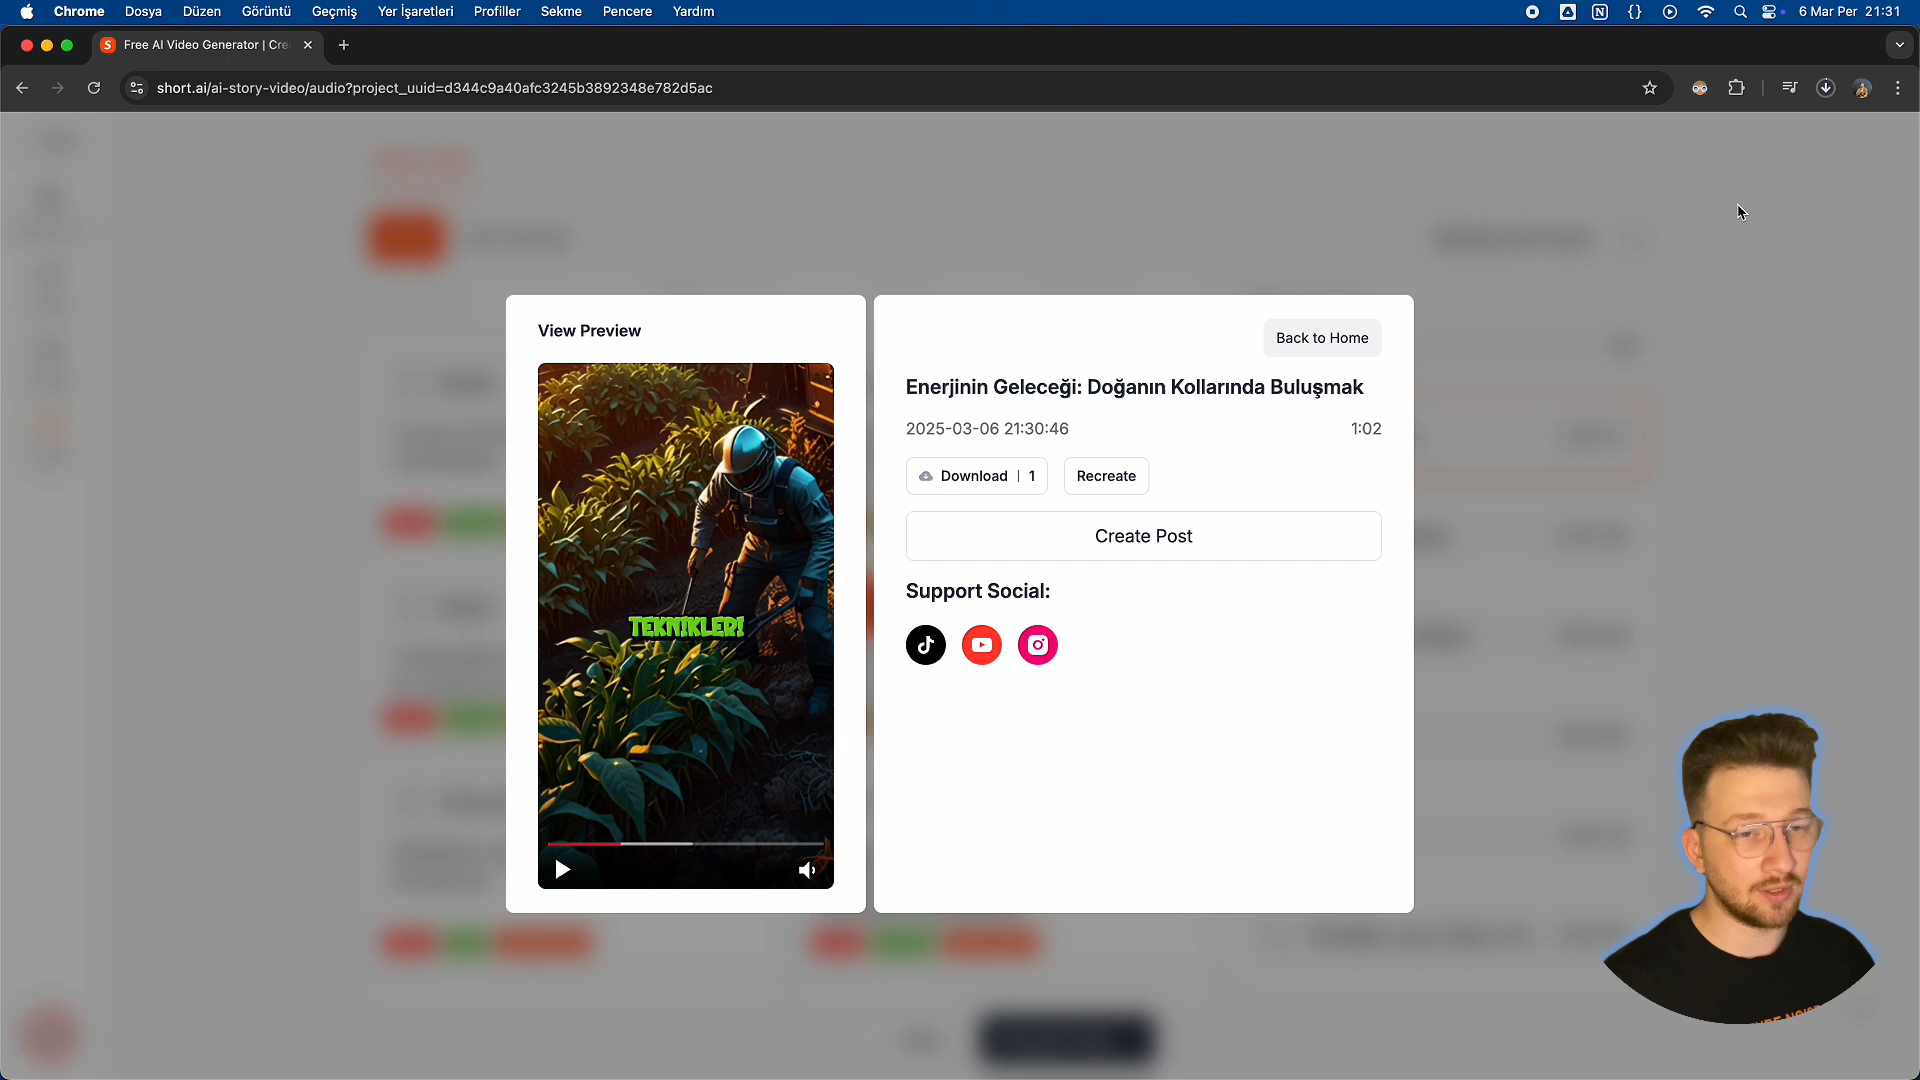 Chrome Dosya Düzen Görüntü Geçmiş Yer İşaretleri Profiller Sekme Pencere Yardım
6 Mar Per 21:31
Free AI Video Generator | Cre
short.ai/ai-story-video/audio?project_uuid=d344c9a40afc3245b3892348e782d5ac
View Preview
Back to Home
Enerjinin Geleceği: Doğanın Kollarında Buluşmak
2025-03-06 21:30:46
1:02
Download | 1
Recreate
Create Post
Support Social:
TEKNIKLER!